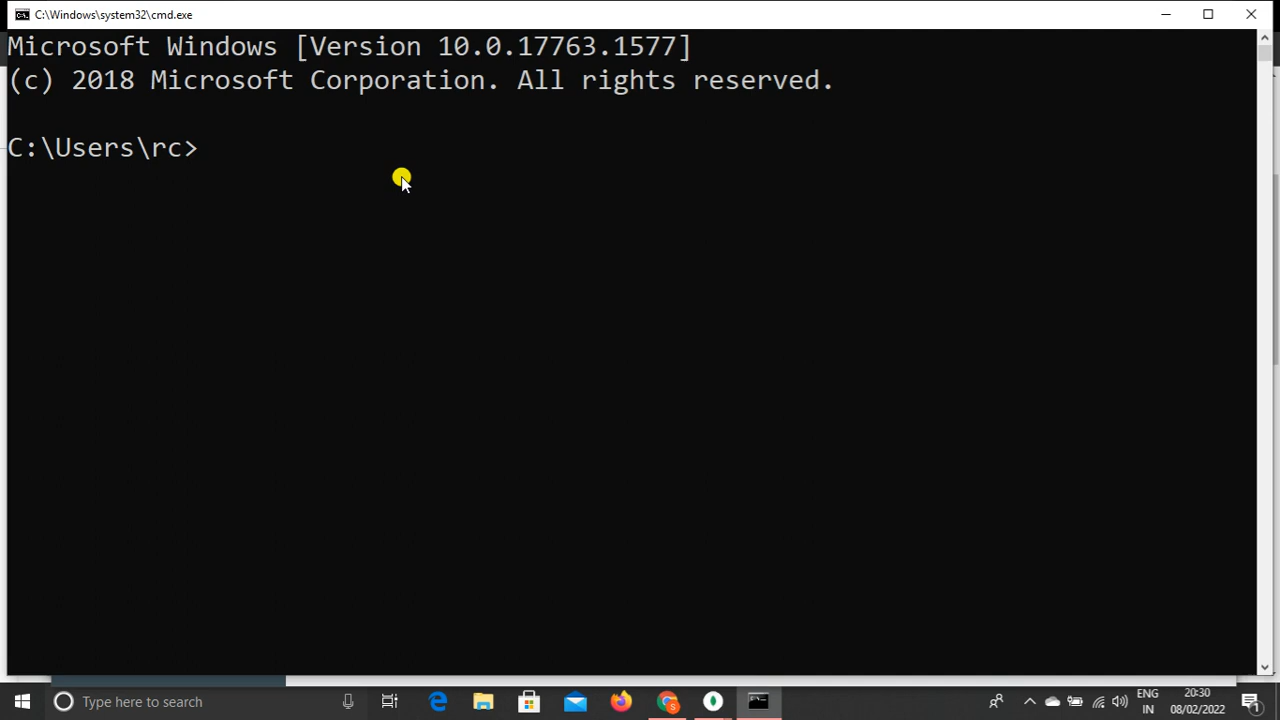 C:\Windows\system32\cmd.exe
Microsoft Windows [Version 10.0.17763.1577]
(c) 2018 Microsoft Corporation. All rights reserved.
C:\Users\rc>
Type here to search
ENG
IN
20:30
08/02/2022